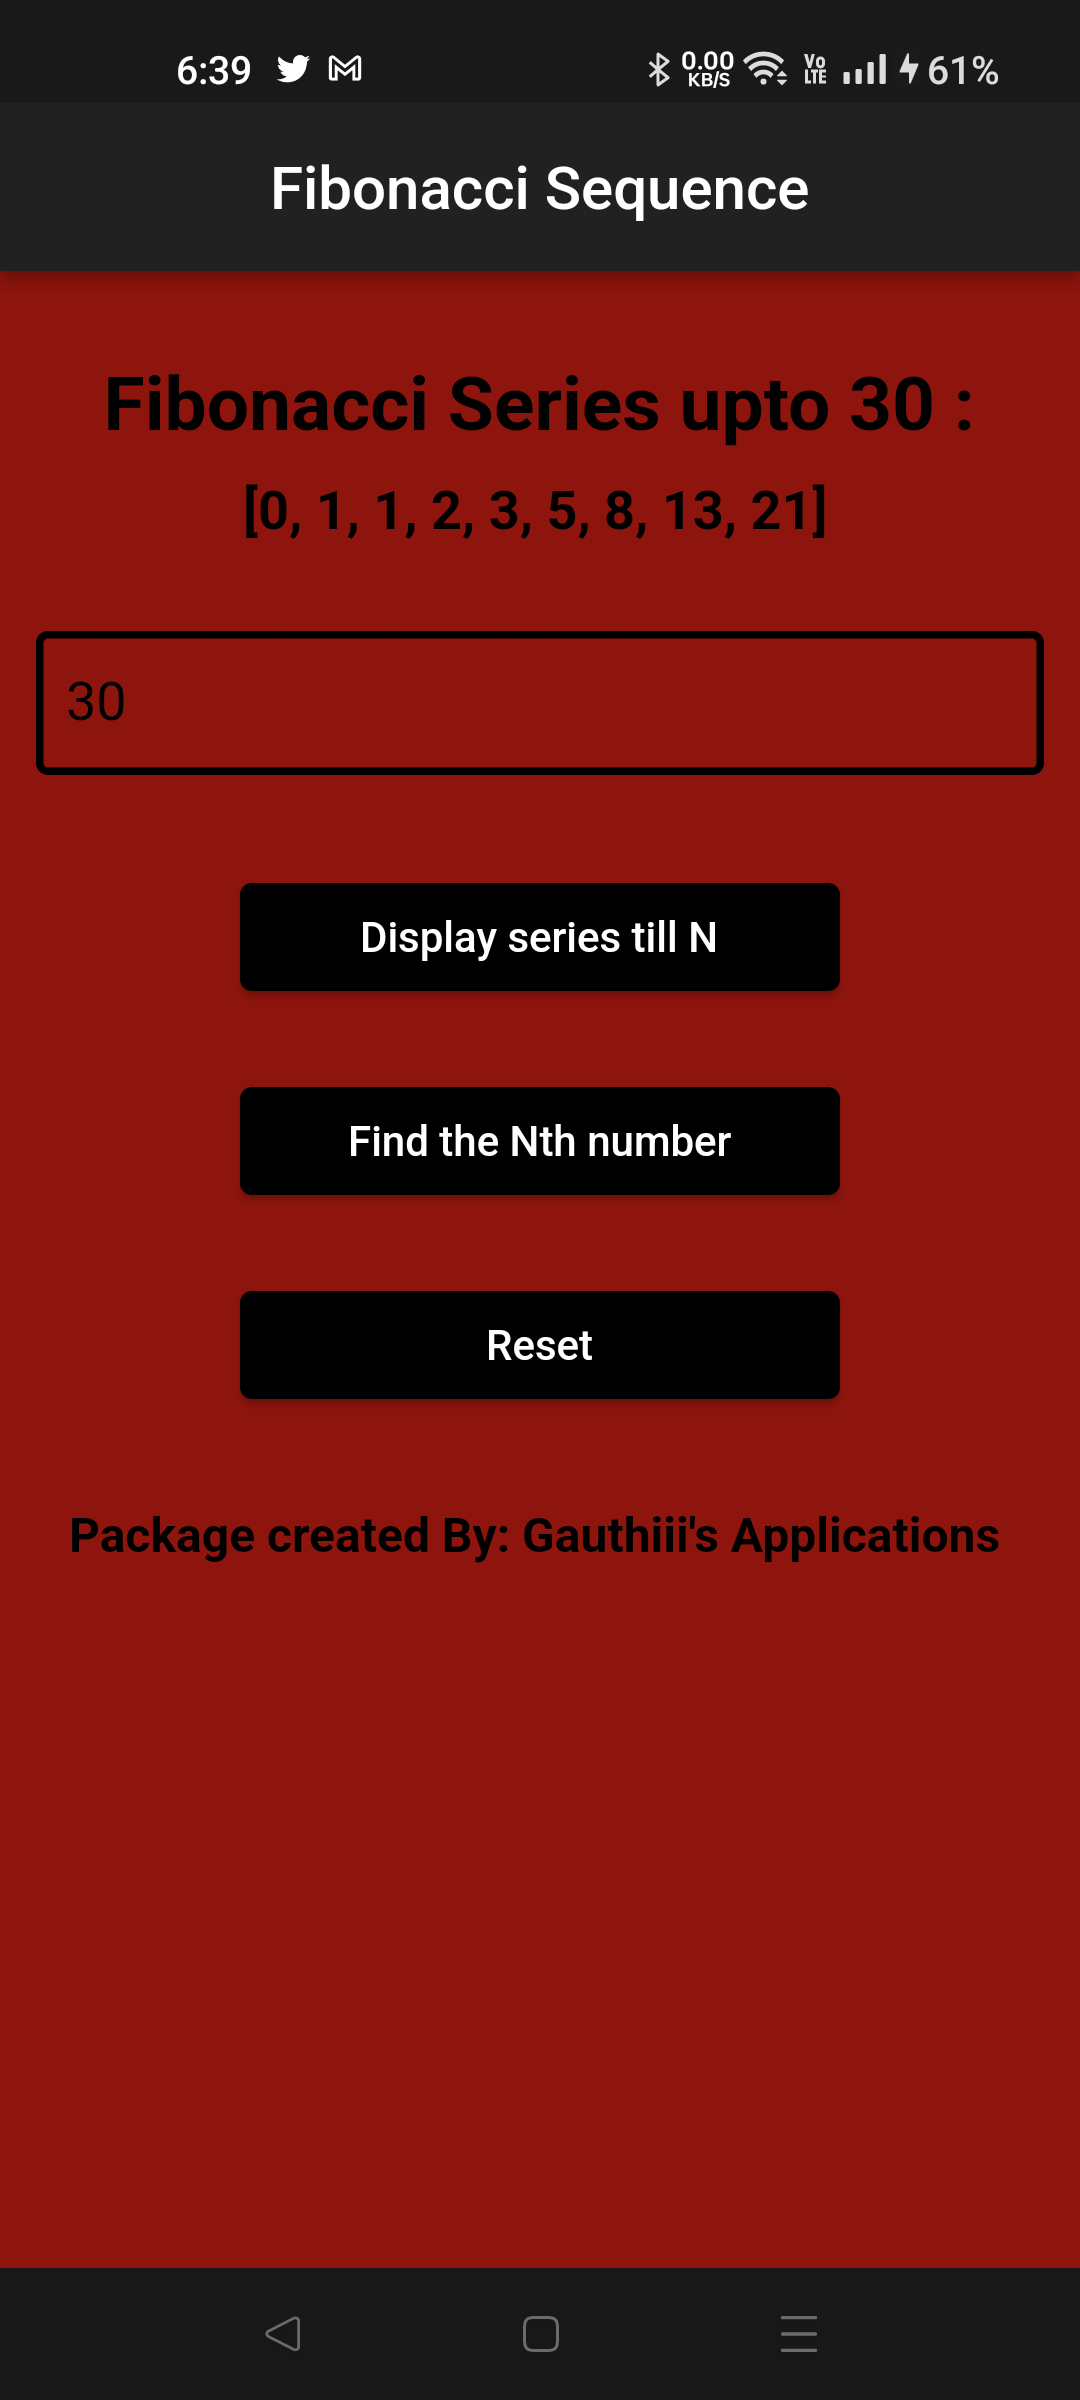 6:39 0.00 KB/S Vo LTE 61%
Fibonacci Sequence
Fibonacci Series upto 30 :
[0, 1, 1, 2, 3, 5, 8, 13, 21]
30
Display series till N
Find the Nth number
Reset
Package created By: Gauthiii's Applications